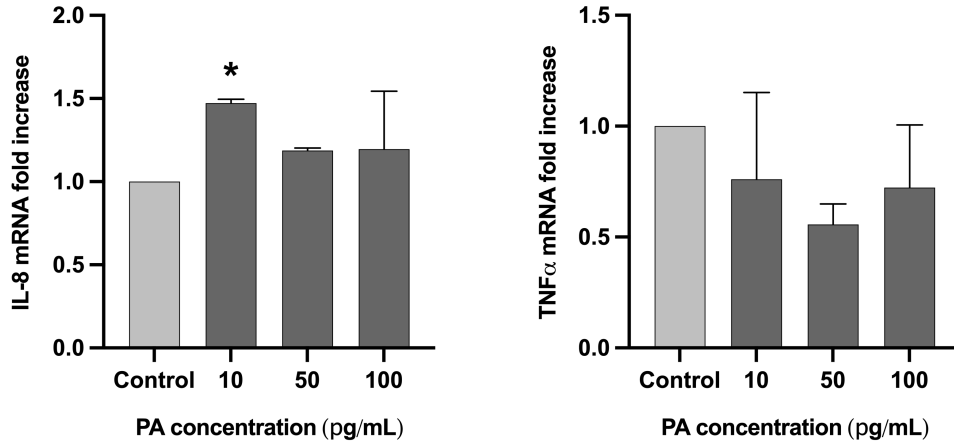 IL-8 mRNA fold increase
2.0
1.5
1.0
0.5
0.0
*
Control 10 50 100
PA concentration (pg/mL)
TNFα mRNA fold increase
1.5
1.0
0.5
0.0
Control 10 50 100
PA concentration (pg/mL)